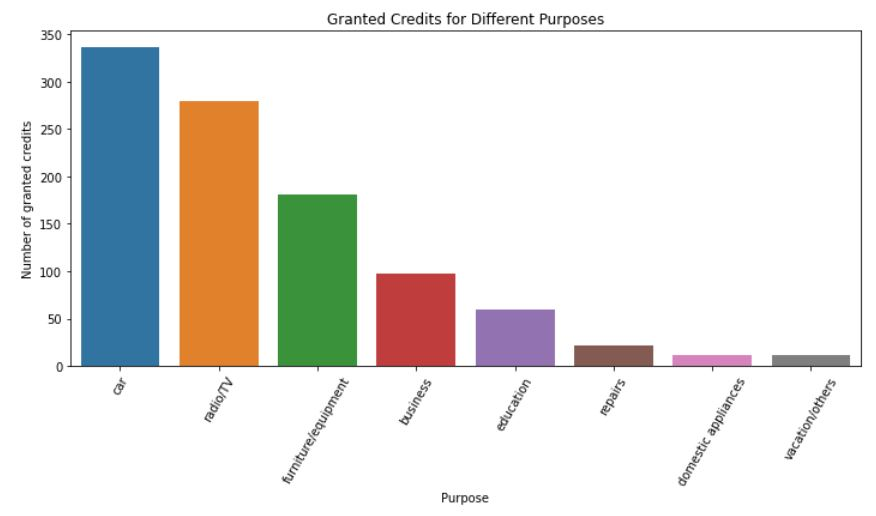 Granted Credits for Different Purposes
350
300
250
200
150
100
50
0
Number of granted credits
car
radio/TV
furniture/equipment
business
education
repairs
domestic appliances
vacation/others
Purpose